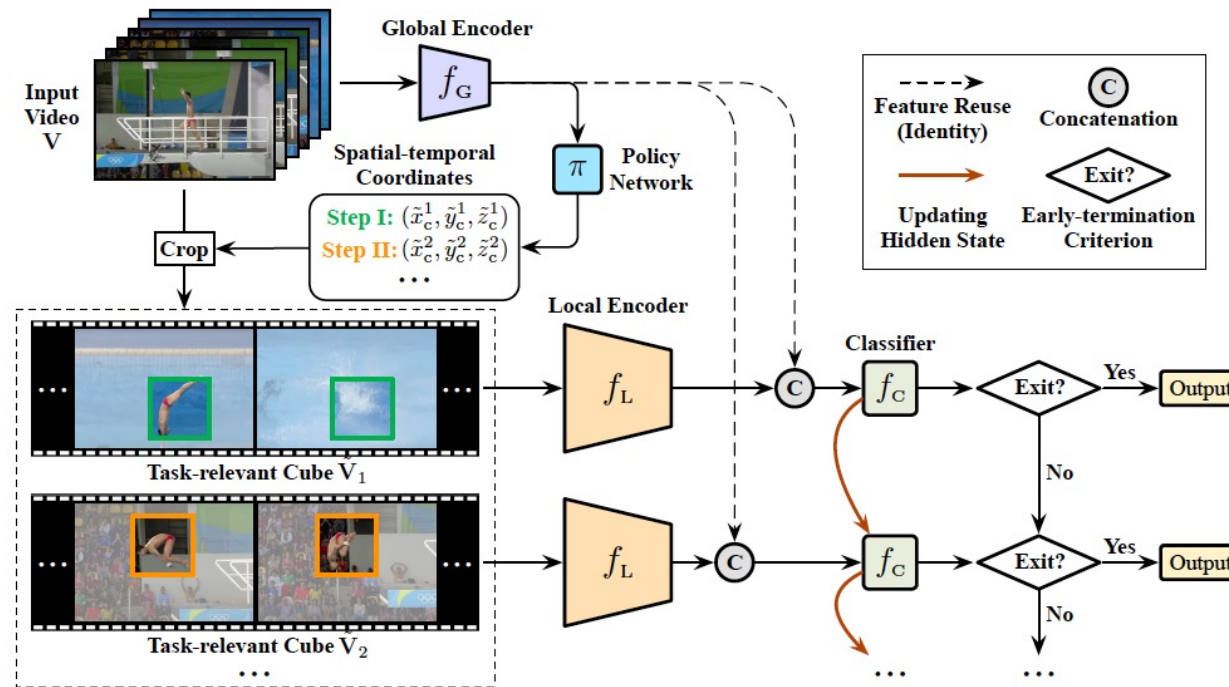 Input
Video
V
Global Encoder
f_G
Feature Reuse
(Identity)
C
Concatenation
Updating
Hidden State
Exit?
Early-termination
Criterion
Spatial-temporal
Coordinates
π
Policy
Network
Step I: (x̃_c^1, ỹ_c^1, z̃_c^1)
Step II: (x̃_c^2, ỹ_c^2, z̃_c^2)
...
Crop
Local Encoder
Classifier
...
...
f_L
C
f_C
Exit?
Yes
Output
Task-relevant Cube Ṽ_1
No
...
...
f_L
C
f_C
Exit?
Yes
Output
Task-relevant Cube Ṽ_2
No
...
...
...